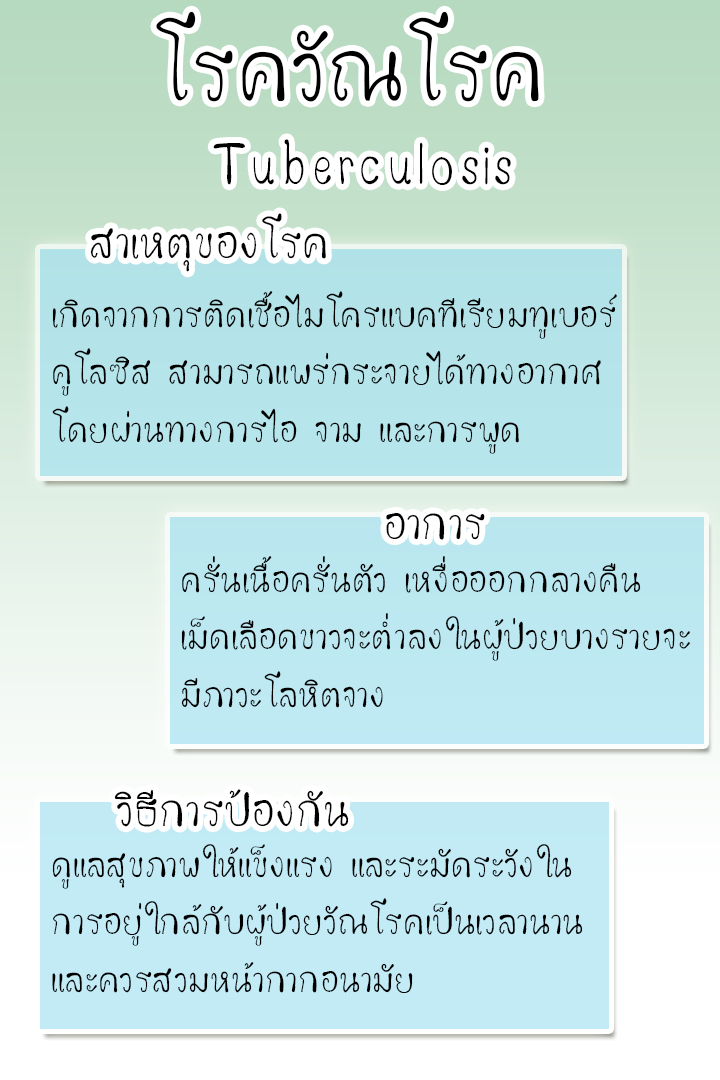 โรควัณโรค
Tuberculosis
สาเหตุของโรค
เกิดจากการติดเชื้อไมโครแบคทีเรียมทูเบอร์
คูโลซิส สามารถแพร่กระจายได้ทางอากาศ
โดยผ่านทางการไอ จาม และการพูด
อาการ
ครั่นเนื้อครั่นตัว เหงื่อออกกลางคืน
เม็ดเลือดขาวจะต่ำลงในผู้ป่วยบางรายจะ
มีภาวะโลหิตจาง
วิธีการป้องกัน
ดูแลสุขภาพให้แข็งแรง และระมัดระวังใน
การอยู่ใกล้กับผู้ป่วยวัณโรคเป็นเวลานาน
และควรสวมหน้ากากอนามัย